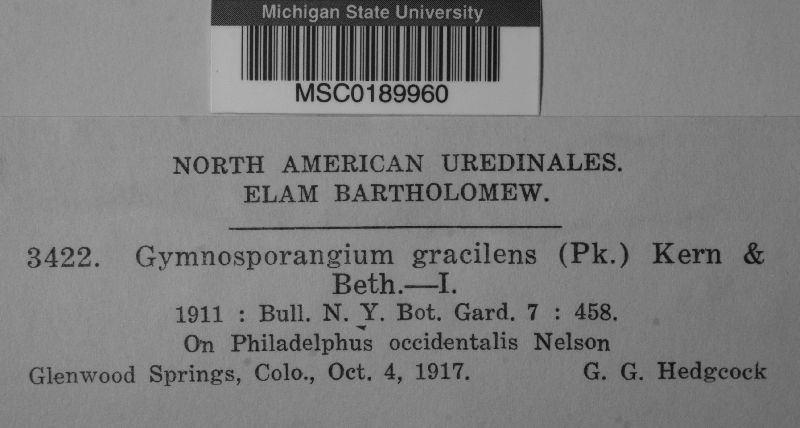 Michigan State University
MSC0189960
NORTH AMERICAN UREDINALES.
ELAM BARTHOLOMEW.
3422. Gymnosporangium gracilens (Pk.) Kern &
Beth.—I.
1911 : Bull. N. Y. Bot. Gard. 7 : 458.
On Philadelphus occidentalis Nelson
Glenwood Springs, Colo., Oct. 4, 1917. G. G. Hedgcock